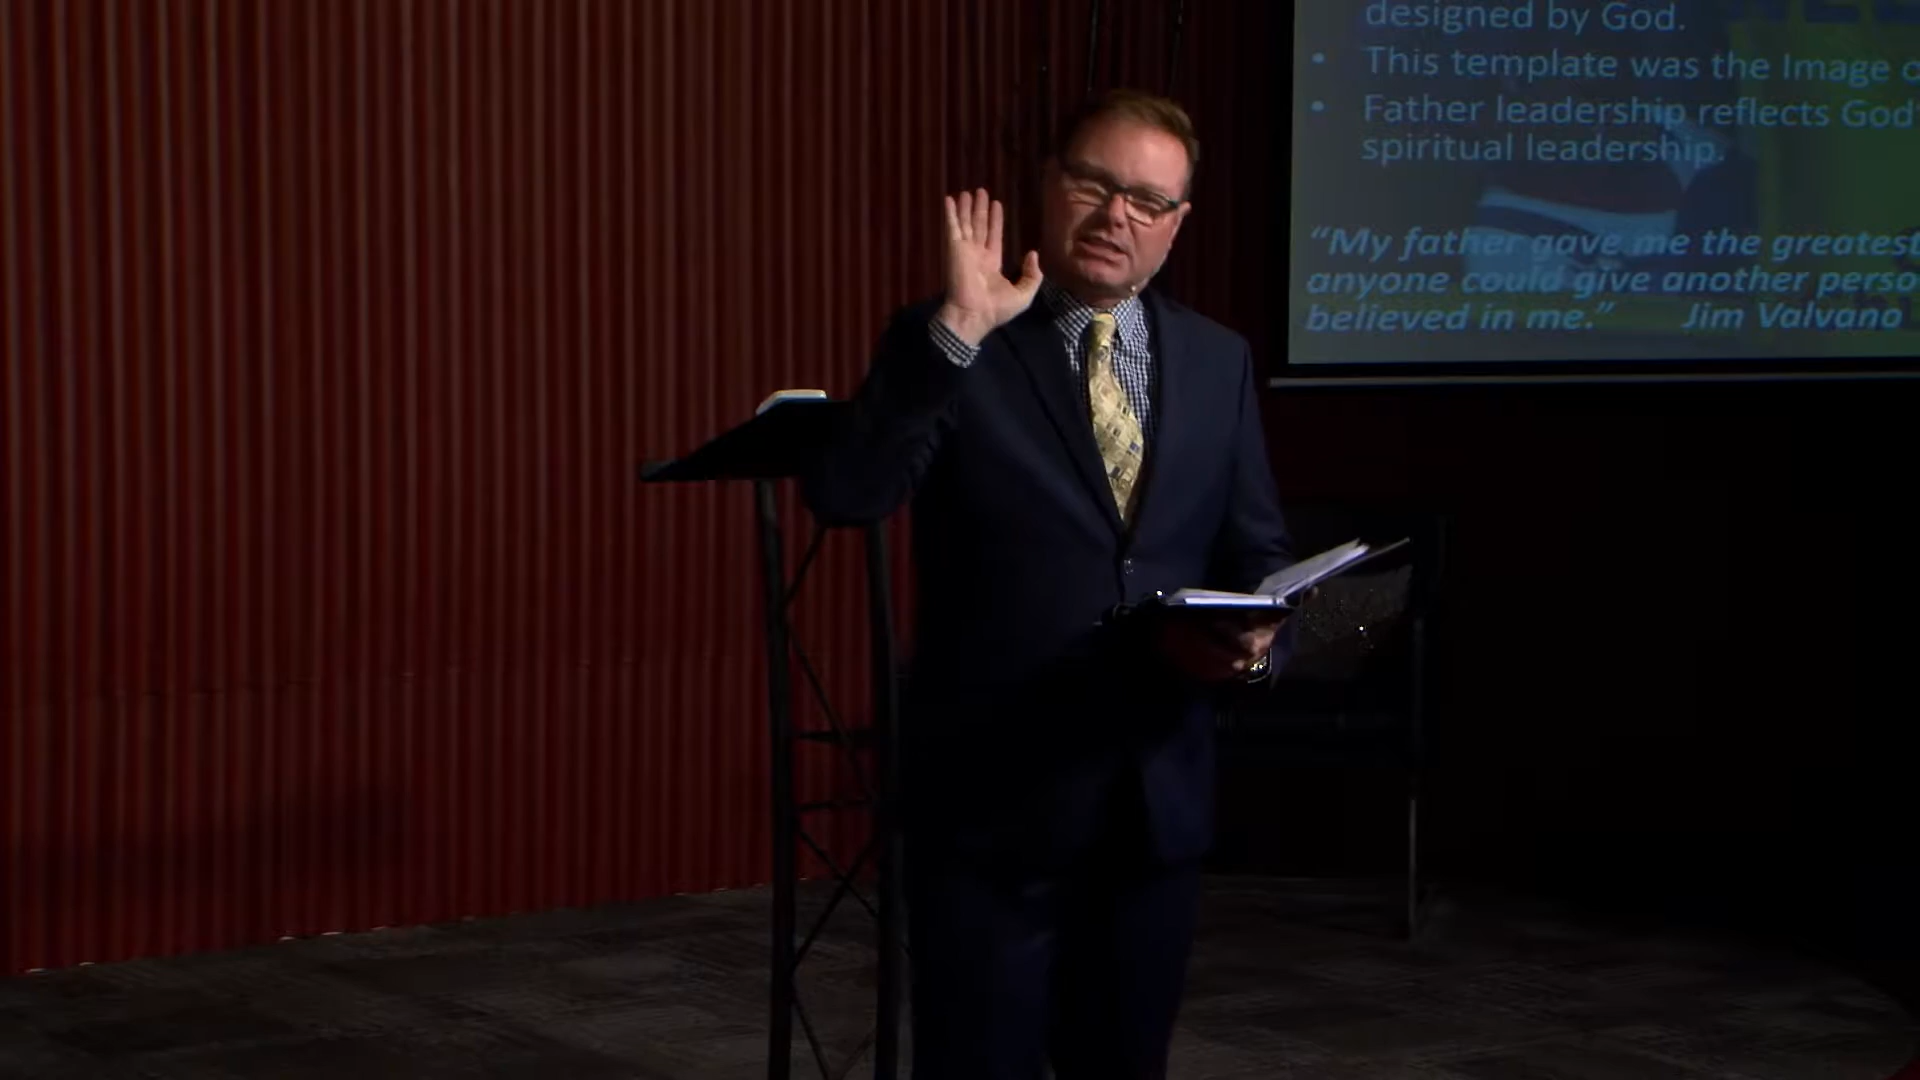 designed by God.
• This template was the Image
• Father leadership reflects God'
spiritual leadership.
“My father gave me the greatest
anyone could give another perso
believed in me.” Jim Valvano